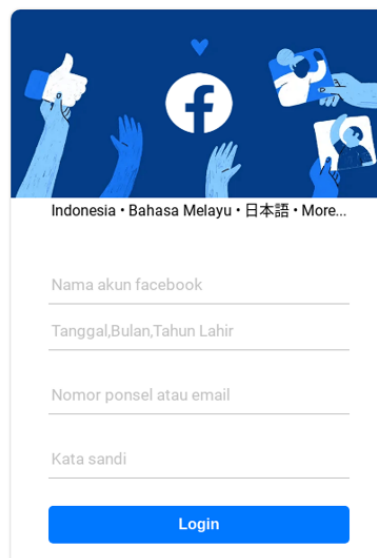 Indonesia • Bahasa Melayu • 日本語 • More...
Nama akun facebook
Tanggal,Bulan,Tahun Lahir
Nomor ponsel atau email
Kata sandi
Login